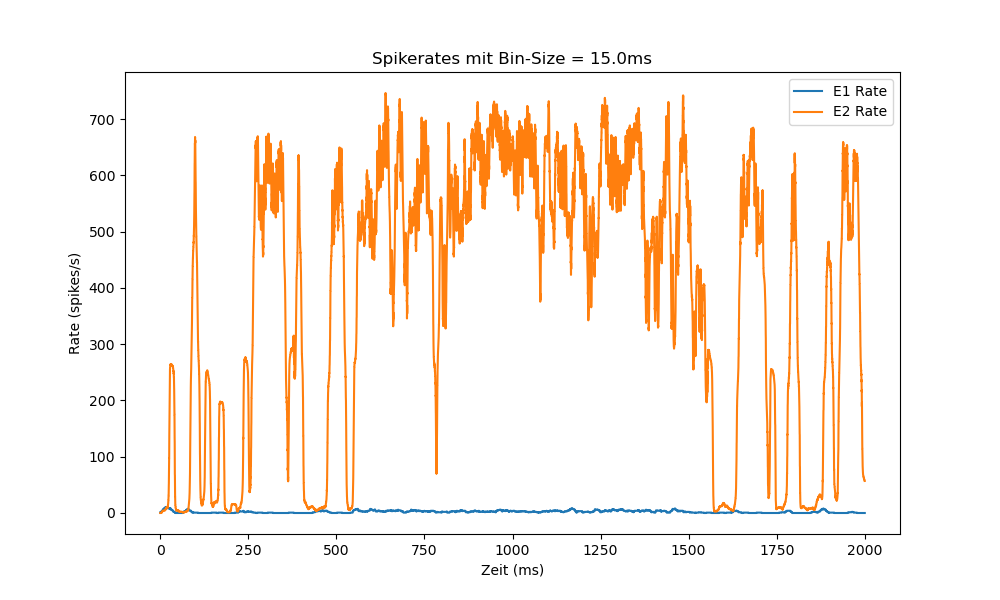 Spikerates mit Bin-Size = 15.0ms
E1 Rate
E2 Rate
Rate (spikes/s)
700
600
500
400
300
200
100
0
0 250 500 750 1000 1250 1500 1750 2000
Zeit (ms)